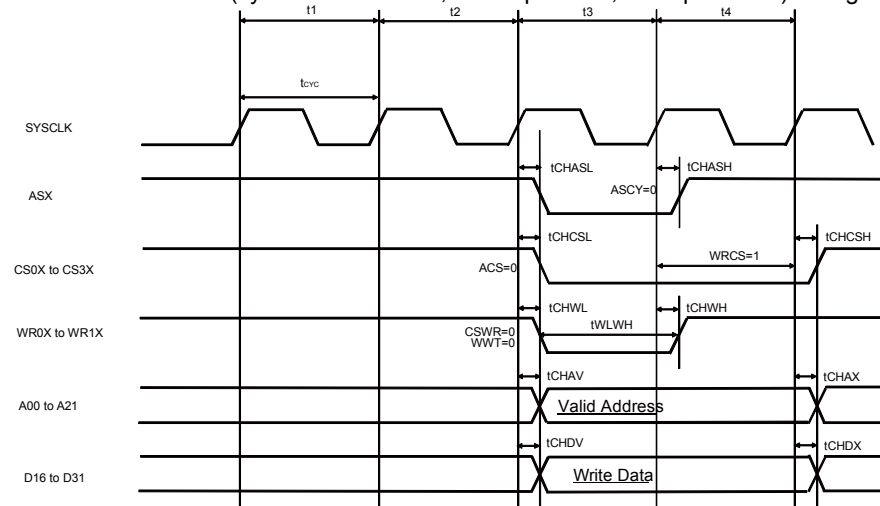 t1 t2 t3 t4
tCYC
SYSCLK
tCHASL tCHASH
ASX
ASCY=0
tCHCSL tCHCSH
WRCS=1
CS0X to CS3X
ACS=0
tCHWL tCHWH
WR0X to WR1X
CSWR=0
WWT=0
tWLWH
tCHAV tCHAX
A00 to A21
Valid Address
tCHDV tCHDX
D16 to D31
Write Data